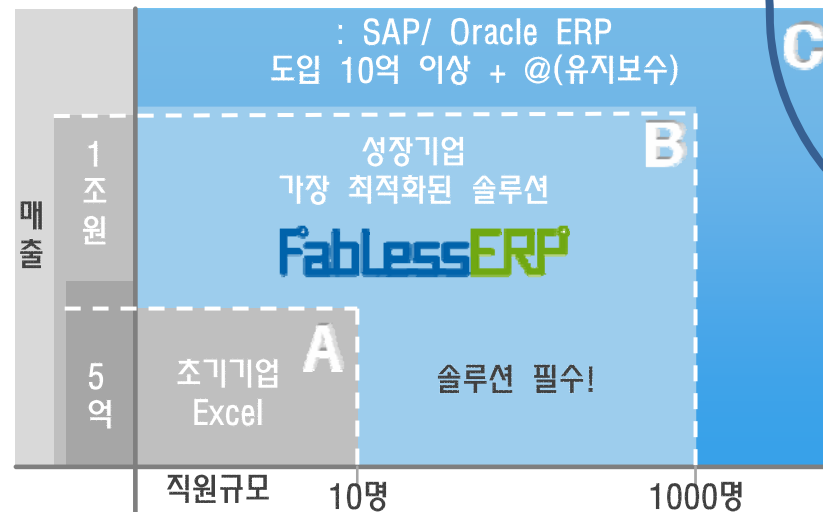 : SAP/ Oracle ERP
도입 10억 이상 + @(유지보수)
C
B
1
조
원
성장기업
가장 최적화된 솔루션
매
출
FablessERP
A
5
억
초기기업
Excel
솔루션 필수!
직원규모
10명
1000명